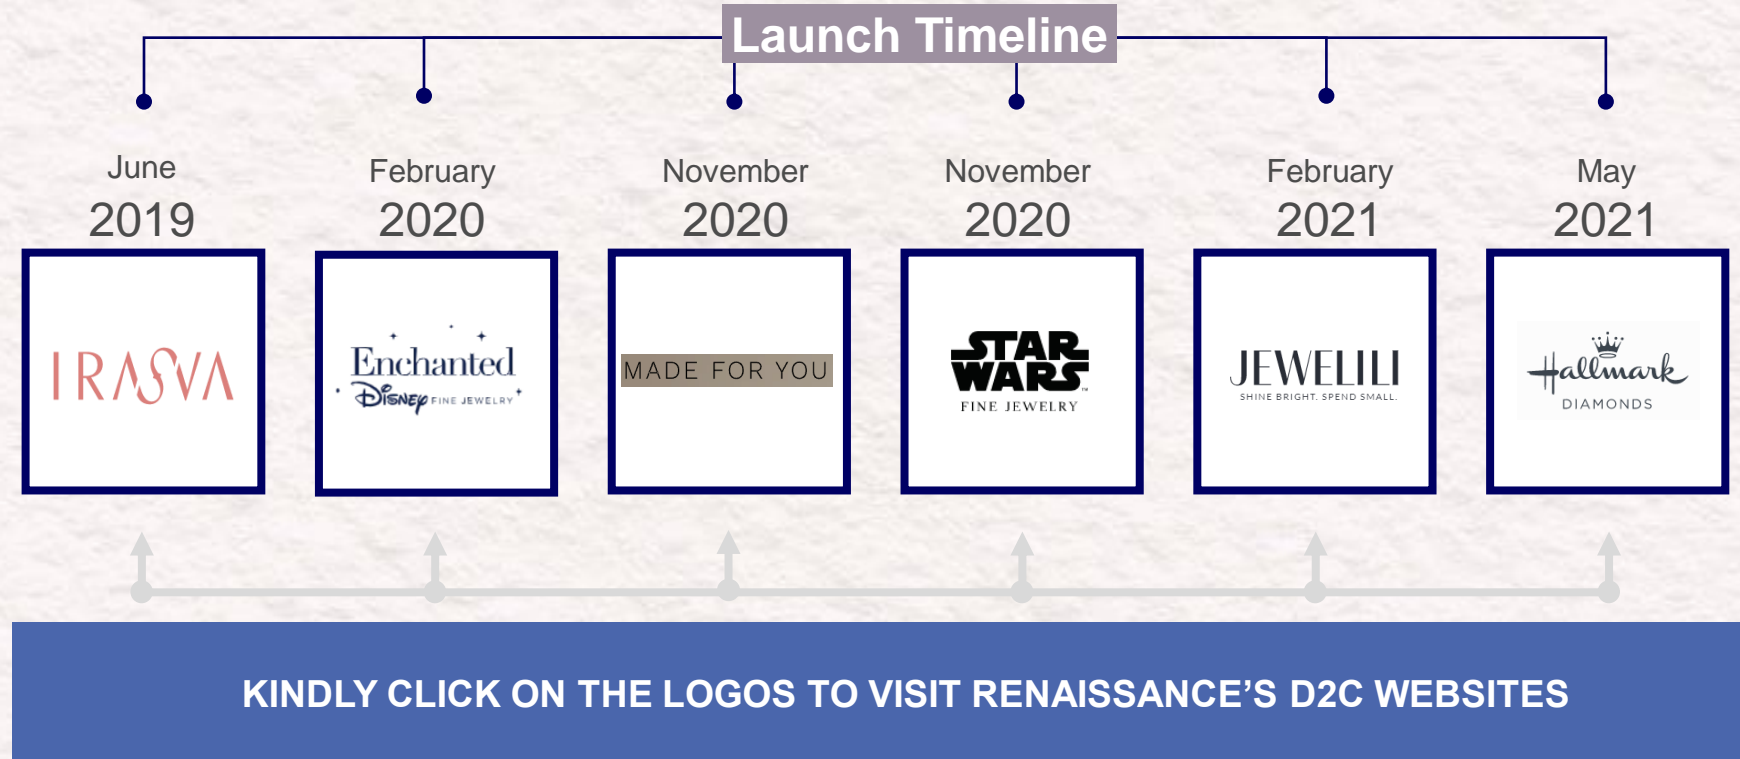 Launch Timeline
June
2019
February
2020
November
2020
November
2020
February
2021
May
2021
IRASVA
Enchanted
Disney FINE JEWELRY
MADE FOR YOU
STAR
WARS™
FINE JEWELRY
JEWELILI
SHINE BRIGHT. SPEND SMALL.
Hallmark
DIAMONDS
KINDLY CLICK ON THE LOGOS TO VISIT RENAISSANCE’S D2C WEBSITES